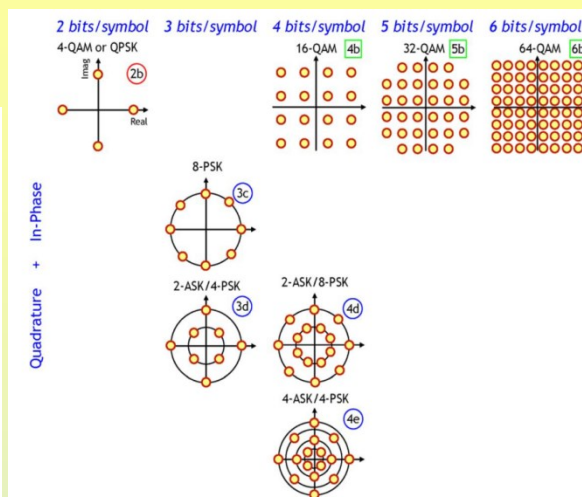 2 bits/symbol 3 bits/symbol 4 bits/symbol 5 bits/symbol 6 bits/symbol
4-QAM or QPSK 16-QAM 4b 32-QAM 5b 64-QAM 6b
Imag
2b
Real
8-PSK
3c
Quadrature + In-Phase
2-ASK/4-PSK 2-ASK/8-PSK
3d 4d
4-ASK/4-PSK
4e